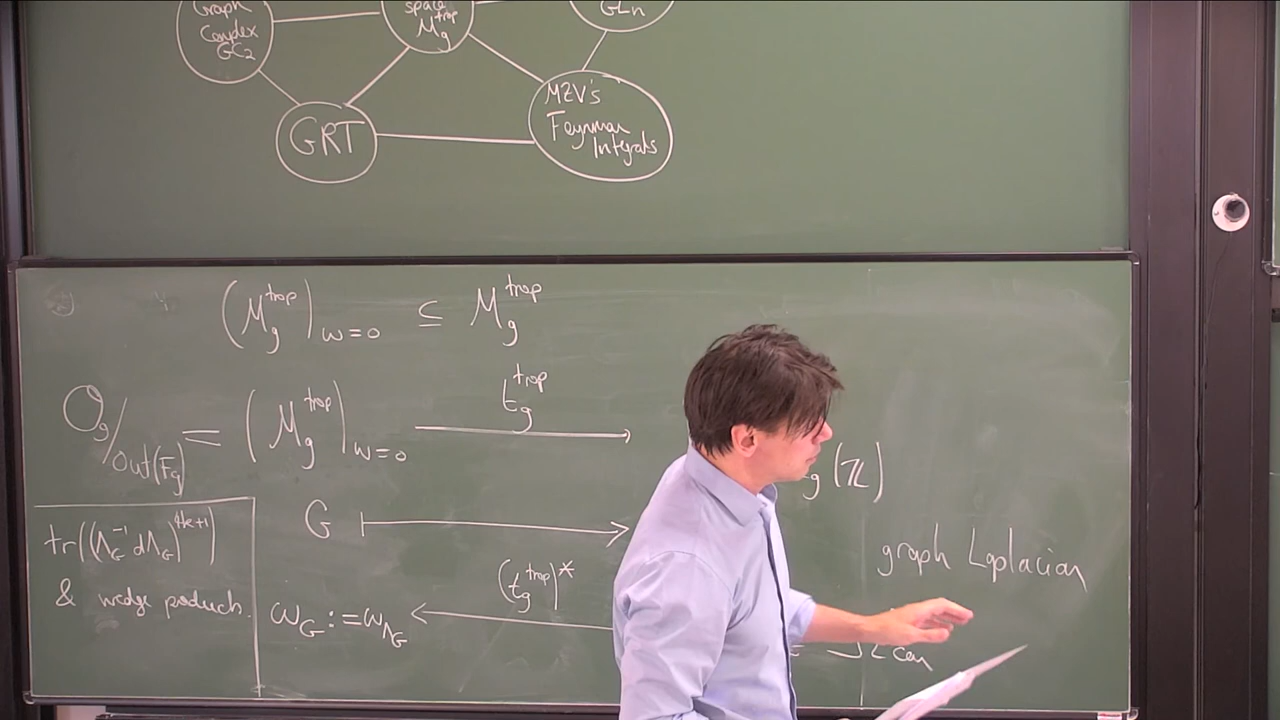 Graph
Complex
GC₂
space
M_g^trop
GLn
GRT
MZV's
Feynman
Integrals
(M_g^trop)_{w=0} ⊆ M_g^trop
O_g/Out(F_g) = (M_g^trop)_{w=0}
t_g^trop
g(ℤ)
tr((Λ_G^{-1} dΛ_G)^{4k+1})
& wedge product.
G ⟼
graph Laplacian
ω_G := ω_{Λ_G}
(t_g^trop)*
Ω can